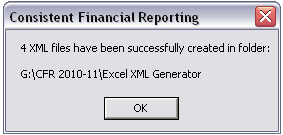 Consistent Financial Reporting
4 XML files have been successfully created in folder:
G:\CFR 2010-11\Excel XML Generator
OK